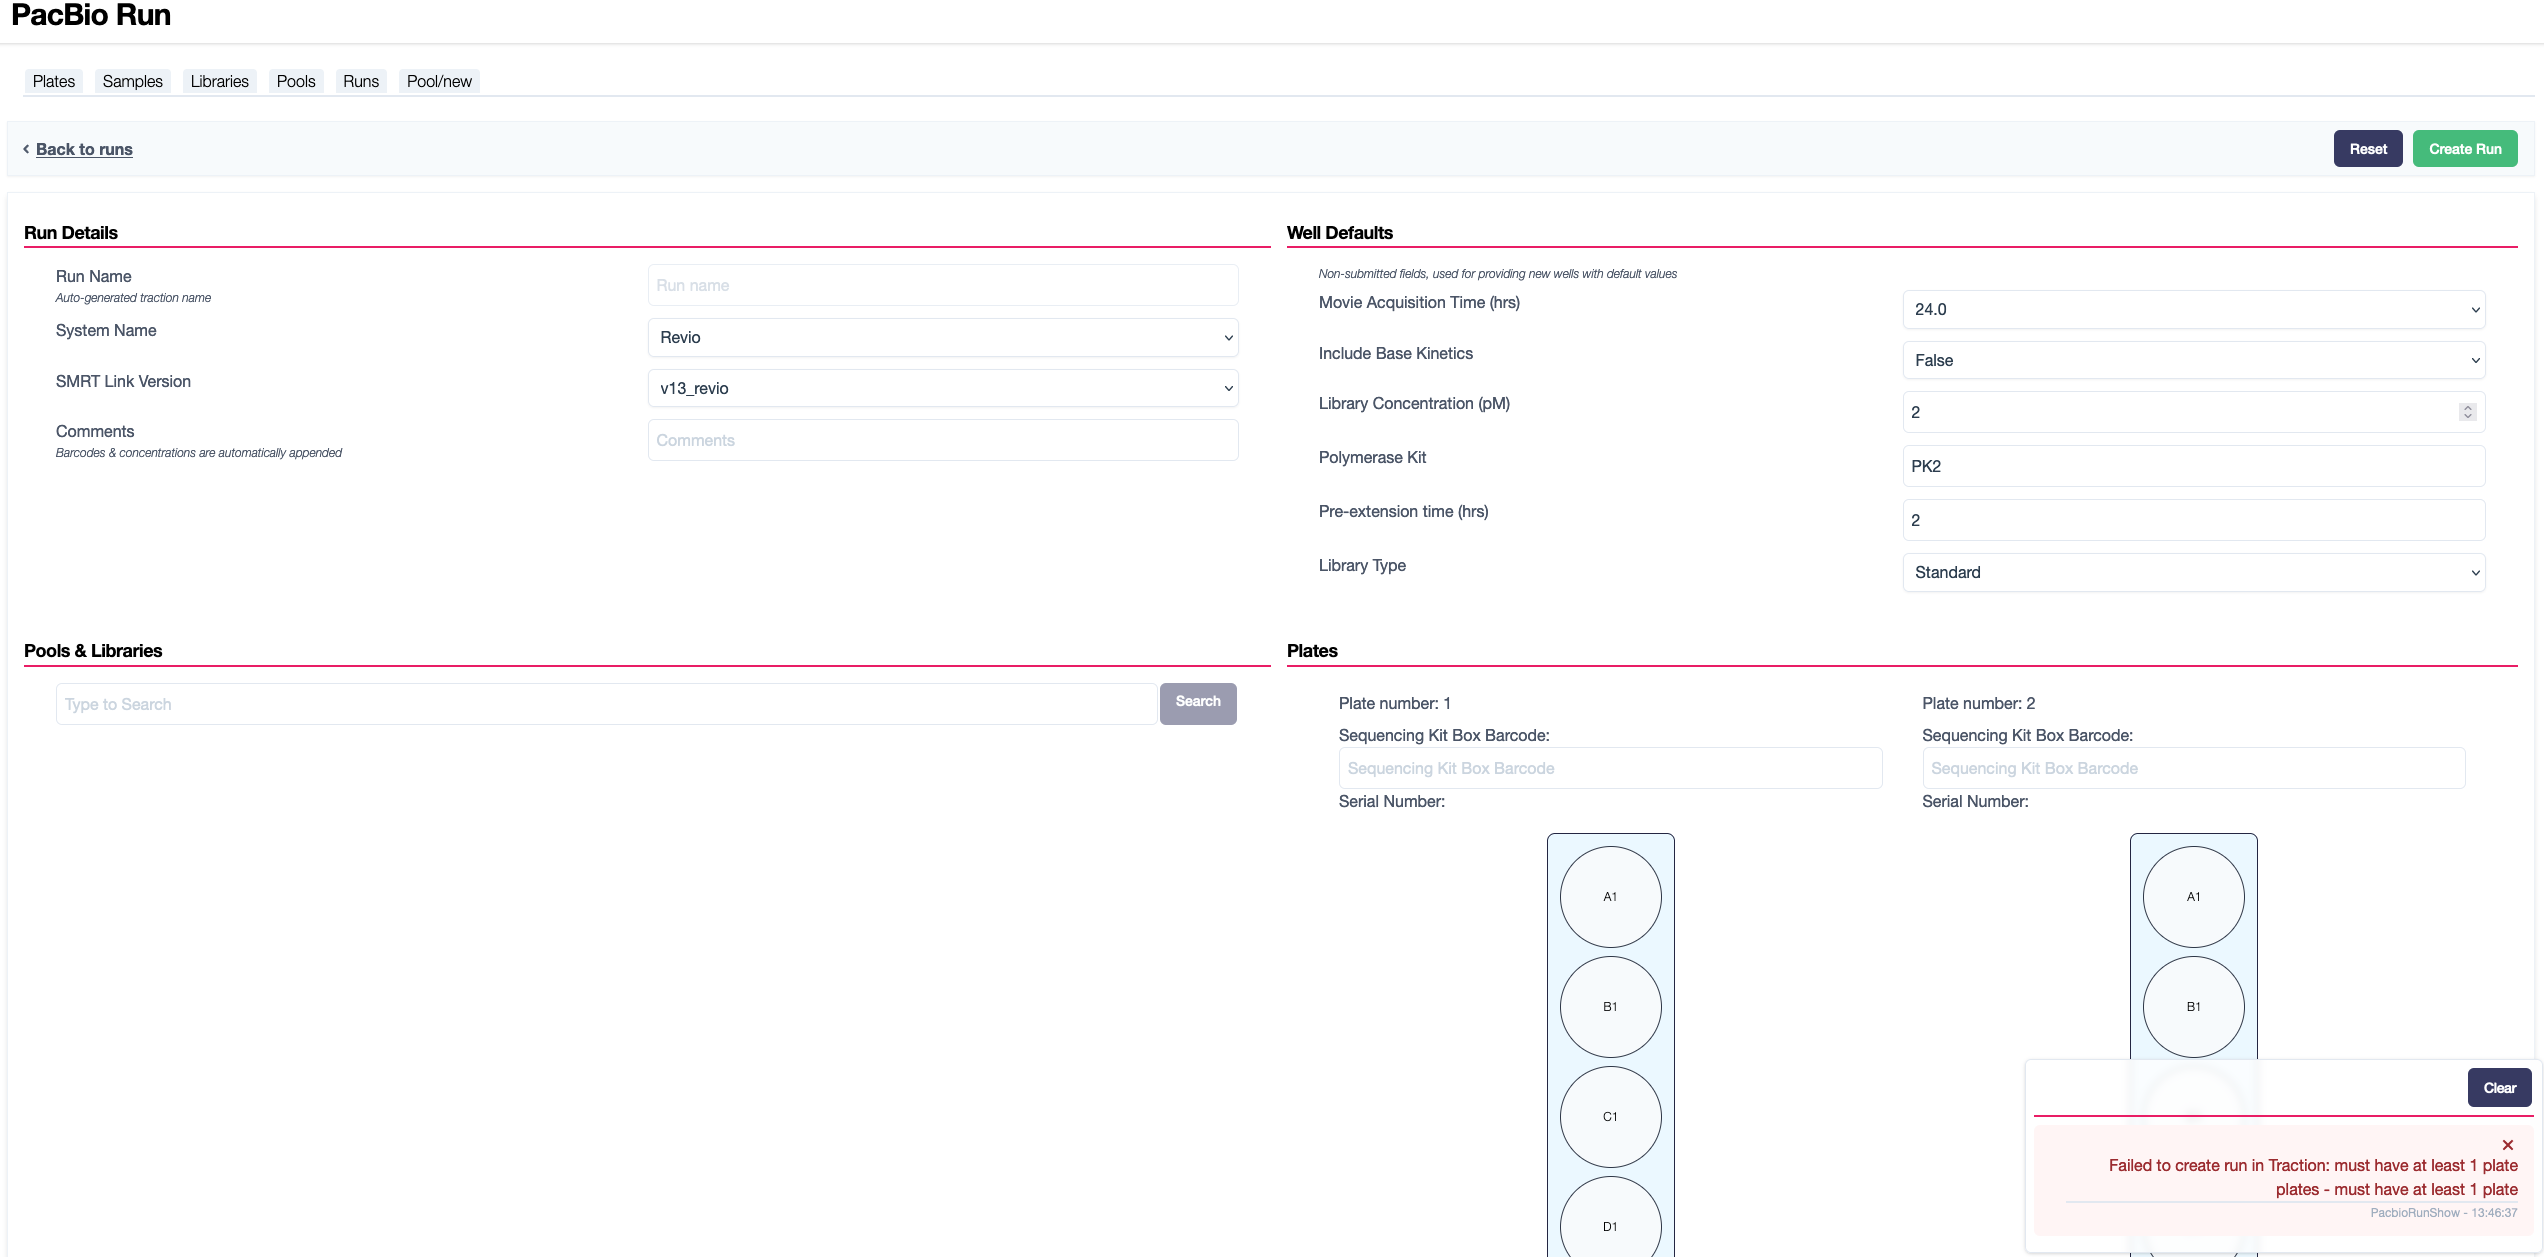 PacBio Run
Plates Samples Libraries Pools Runs Pool/new
Back to runs
Reset Create Run
Run Details
Run Name
Auto-generated traction name
Run name
System Name
Revio
SMRT Link Version
v13_revio
Comments
Barcodes & concentrations are automatically appended
Comments
Well Defaults
Non-submitted fields, used for providing new wells with default values
Movie Acquisition Time (hrs)
24.0
Include Base Kinetics
False
Library Concentration (pM)
2
Polymerase Kit
PK2
Pre-extension time (hrs)
2
Library Type
Standard
Pools & Libraries
Type to Search
Search
Plates
Plate number: 1
Sequencing Kit Box Barcode:
Sequencing Kit Box Barcode
Serial Number:
A1
B1
C1
D1
Plate number: 2
Sequencing Kit Box Barcode:
Sequencing Kit Box Barcode
Serial Number:
A1
B1
Clear
Failed to create run in Traction: must have at least 1 plate
plates - must have at least 1 plate
PacbioRunShow - 13:46:37